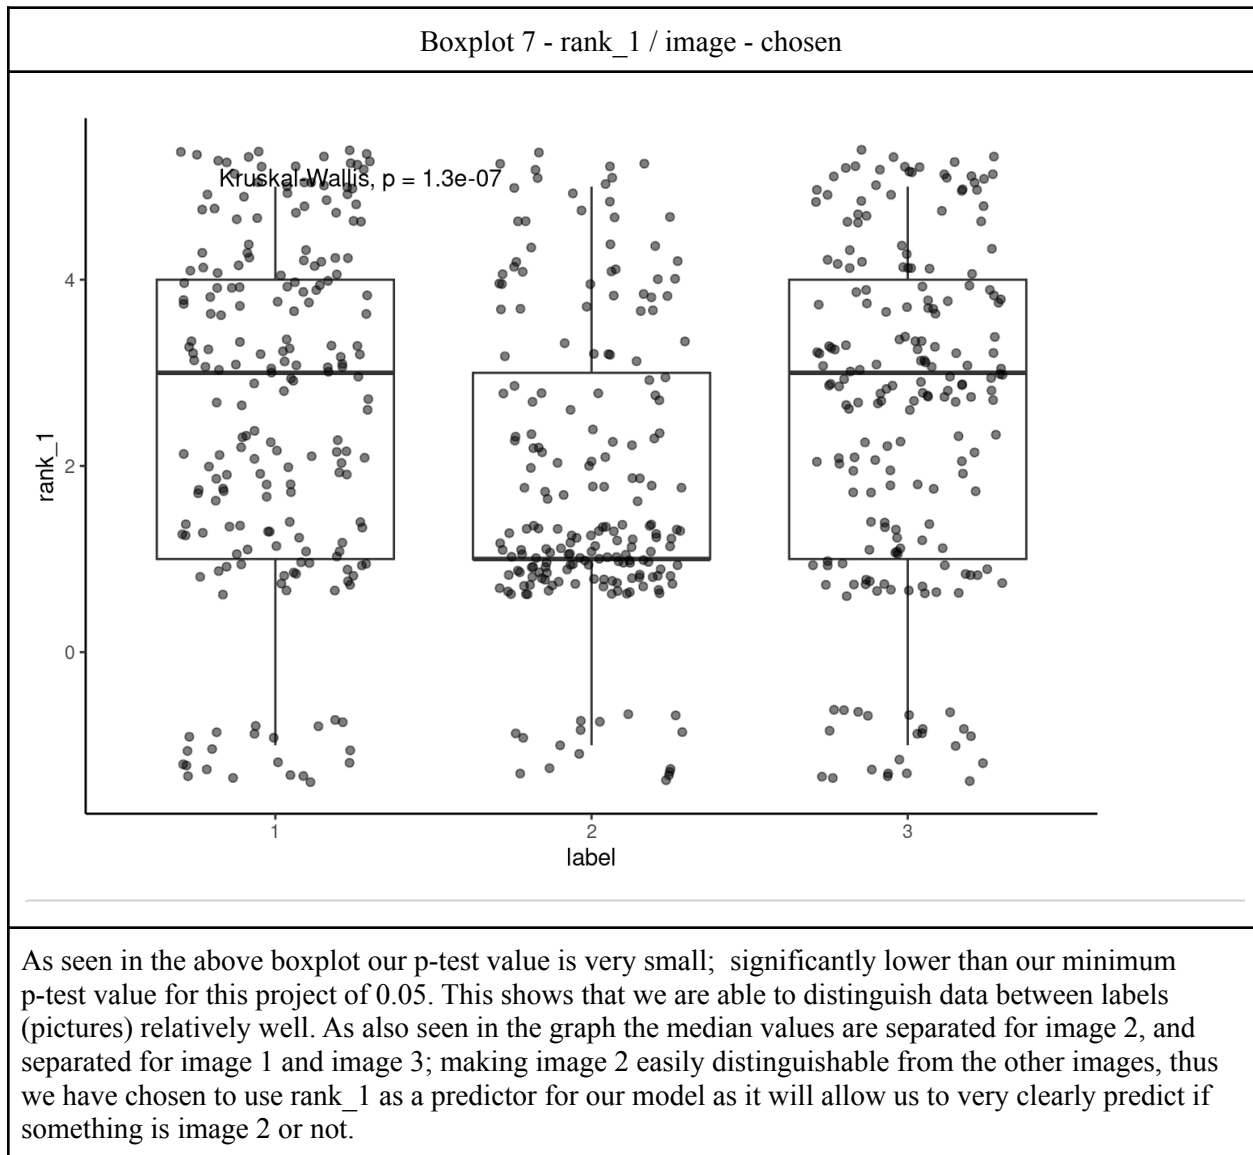 Boxplot 7 - rank_1 / image - chosen
Kruskal-Wallis, p = 1.3e-07
4
2
0
rank_1
1 2 3
label
As seen in the above boxplot our p-test value is very small;  significantly lower than our minimum
p-test value for this project of 0.05. This shows that we are able to distinguish data between labels
(pictures) relatively well. As also seen in the graph the median values are separated for image 2, and
separated for image 1 and image 3; making image 2 easily distinguishable from the other images, thus
we have chosen to use rank_1 as a predictor for our model as it will allow us to very clearly predict if
something is image 2 or not.